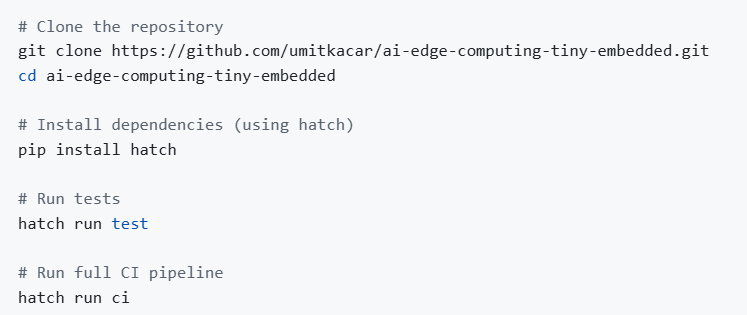 # Clone the repository
git clone https://github.com/umitkacar/ai-edge-computing-tiny-embedded.git
cd ai-edge-computing-tiny-embedded
# Install dependencies (using hatch)
pip install hatch
# Run tests
hatch run test
# Run full CI pipeline
hatch run ci